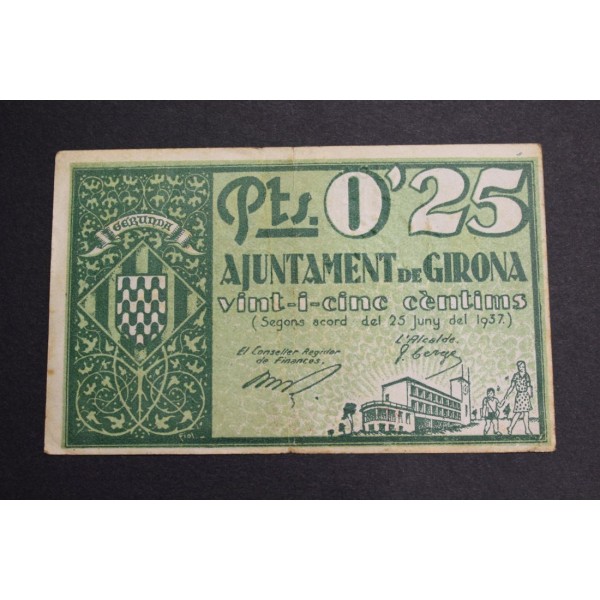 GERUNDA
Pts. 0'25
AJUNTAMENT DE GIRONA
vint-i-cinc cèntims
(Segons acord del 25 Juny del 1937.)
El Conseller Regidor
de Finances.
L'Alcalde.